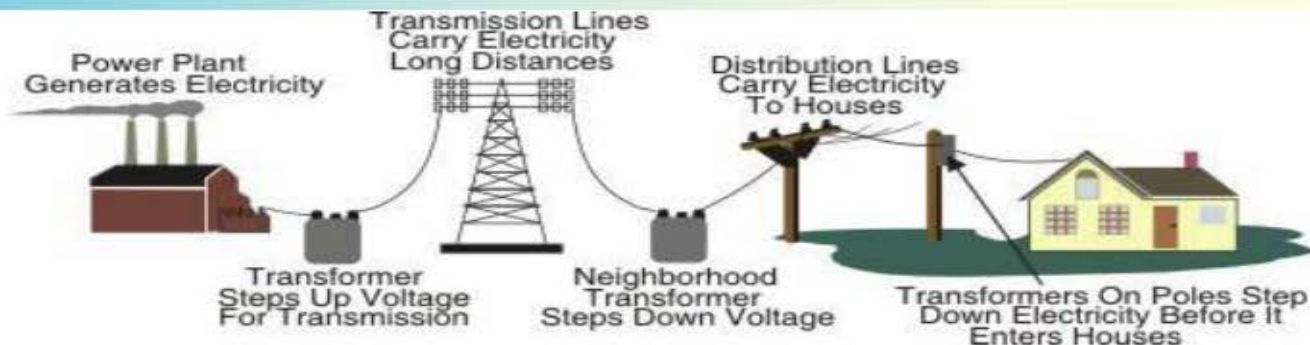 Power Plant
Generates Electricity
Transmission Lines
Carry Electricity
Long Distances
Distribution Lines
Carry Electricity
To Houses
Transformer
Steps Up Voltage
For Transmission
Neighborhood
Transformer
Steps Down Voltage
Transformers On Poles Step
Down Electricity Before It
Enters Houses